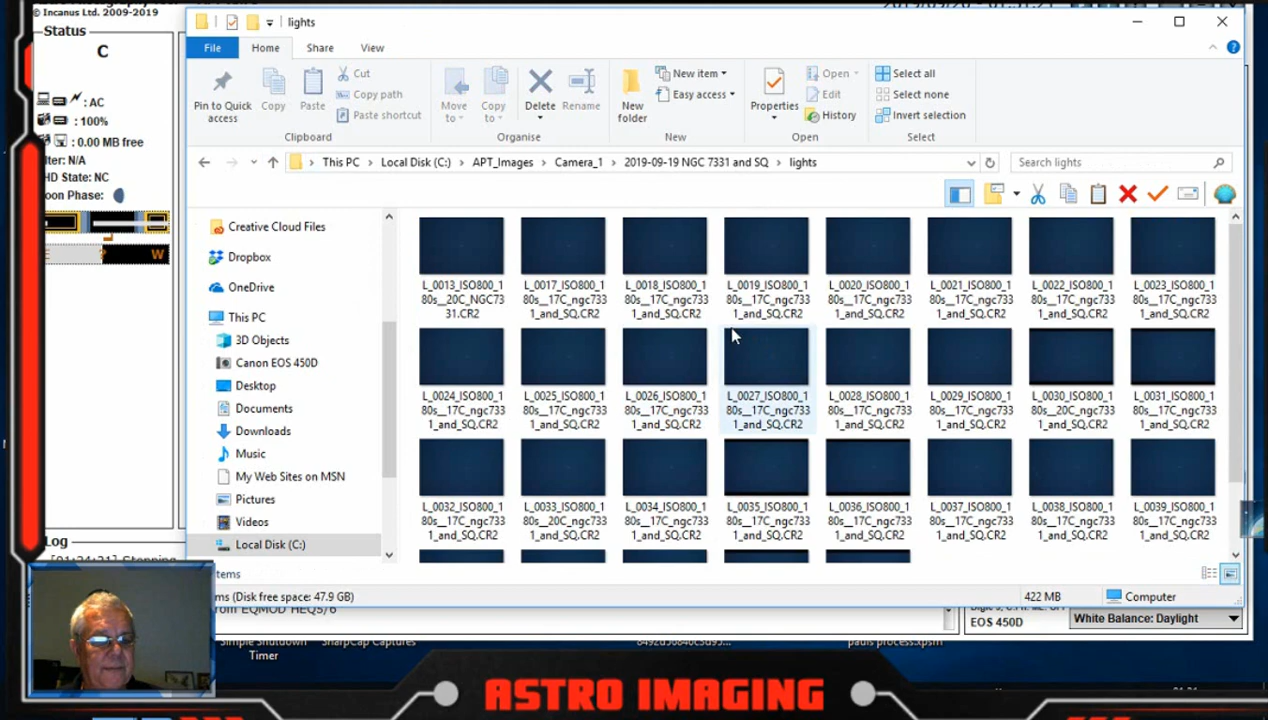 © Incanus Ltd. 2009-2019
lights
Status
C
: AC
: 100%
: 0.00 MB free
N/A
HD State: NC
Moon Phase:
W
File Home Share View
Pin to Quick access
Copy
Paste
Cut
Copy path
Paste shortcut
Clipboard
Move to
Copy to
Delete
Rename
Organise
New folder
New item
Easy access
New
Properties
Open
Edit
History
Open
Select all
Select none
Invert selection
Select
This PC > Local Disk (C:) > APT_Images > Camera_1 > 2019-09-19 NGC 7331 and SQ > lights
Search lights
Creative Cloud Files
Dropbox
OneDrive
This PC
3D Objects
Canon EOS 450D
Desktop
Documents
Downloads
Music
My Web Sites on MSN
Pictures
Videos
Local Disk (C:)
L_0013_ISO800_180s__20C_NGC7331.CR2
L_0017_ISO800_180s__17C_ngc7331_and_SQ.CR2
L_0018_ISO800_180s__17C_ngc7331_and_SQ.CR2
L_0019_ISO800_180s__17C_ngc7331_and_SQ.CR2
L_0020_ISO800_180s__17C_ngc7331_and_SQ.CR2
L_0021_ISO800_180s__17C_ngc7331_and_SQ.CR2
L_0022_ISO800_180s__17C_ngc7331_and_SQ.CR2
L_0023_ISO800_180s__17C_ngc7331_and_SQ.CR2
L_0024_ISO800_180s__17C_ngc7331_and_SQ.CR2
L_0025_ISO800_180s__17C_ngc7331_and_SQ.CR2
L_0026_ISO800_180s__17C_ngc7331_and_SQ.CR2
L_0027_ISO800_180s__17C_ngc7331_and_SQ.CR2
L_0028_ISO800_180s__17C_ngc7331_and_SQ.CR2
L_0029_ISO800_180s__17C_ngc7331_and_SQ.CR2
L_0030_ISO800_180s__20C_ngc7331_and_SQ.CR2
L_0031_ISO800_180s__17C_ngc7331_and_SQ.CR2
L_0032_ISO800_180s__17C_ngc7331_and_SQ.CR2
L_0033_ISO800_180s__20C_ngc7331_and_SQ.CR2
L_0034_ISO800_180s__17C_ngc7331_and_SQ.CR2
L_0035_ISO800_180s__17C_ngc7331_and_SQ.CR2
L_0036_ISO800_180s__17C_ngc7331_and_SQ.CR2
L_0037_ISO800_180s__17C_ngc7331_and_SQ.CR2
L_0038_ISO800_180s__17C_ngc7331_and_SQ.CR2
L_0039_ISO800_180s__17C_ngc7331_and_SQ.CR2
Log
items
(Disk free space: 47.9 GB)
422 MB
Computer
from EQMOD HEQ5/6
EOS 450D
White Balance: Daylight
Simple Shutdown Timer
SharpCap Captures
pauls process.xpsm
ASTRO IMAGING